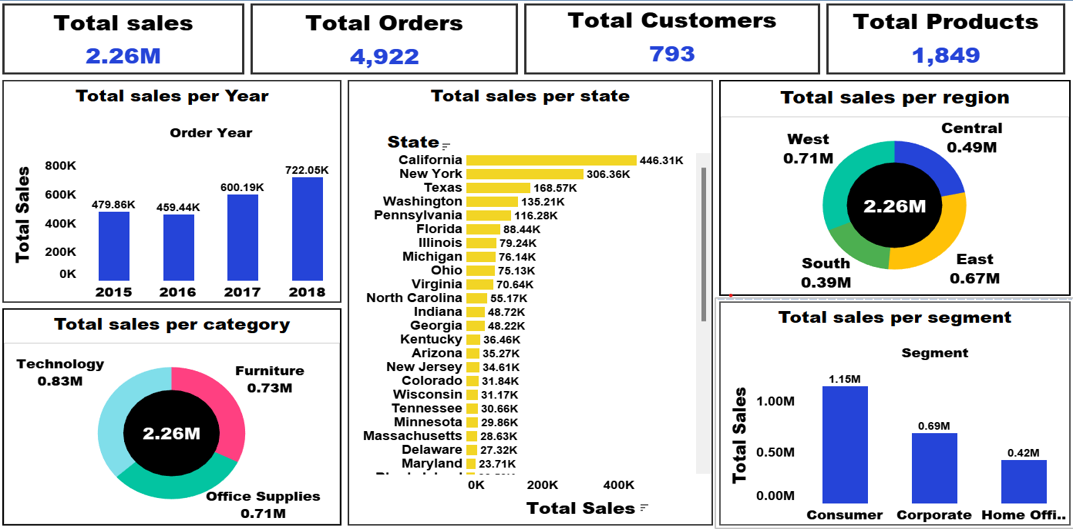 Total sales
2.26M
Total Orders
4,922
Total Customers
793
Total Products
1,849
Total sales per Year
Order Year
Total Sales
800K
600K
400K
200K
0K
479.86K
459.44K
600.19K
722.05K
2015 2016 2017 2018
Total sales per category
Technology
0.83M
Furniture
0.73M
2.26M
Office Supplies
0.71M
Total sales per state
State
California 446.31K
New York 306.36K
Texas 168.57K
Washington 135.21K
Pennsylvania 116.28K
Florida 88.44K
Illinois 79.24K
Michigan 76.14K
Ohio 75.13K
Virginia 70.64K
North Carolina 55.17K
Indiana 48.72K
Georgia 48.22K
Kentucky 36.46K
Arizona 35.27K
New Jersey 34.61K
Colorado 31.84K
Wisconsin 31.17K
Tennessee 30.66K
Minnesota 29.86K
Massachusetts 28.63K
Delaware 27.32K
Maryland 23.71K
0K 200K 400K
Total Sales
Total sales per region
West
0.71M
Central
0.49M
2.26M
South
0.39M
East
0.67M
Total sales per segment
Segment
Total Sales
1.00M
0.50M
0.00M
1.15M
0.69M
0.42M
Consumer Corporate Home Offi..